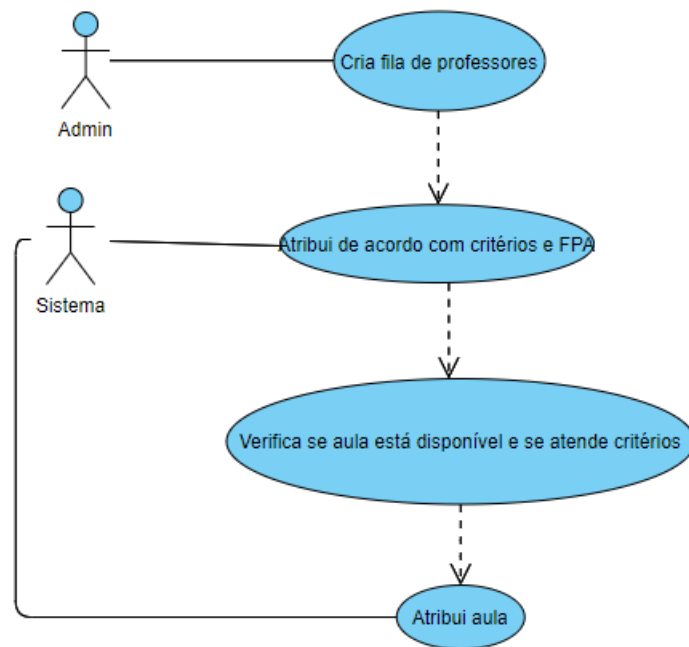 Cria fila de professores
Admin
Atribui de acordo com critérios e FPA
Sistema
Verifica se aula está disponível e se atende critérios
Atribui aula